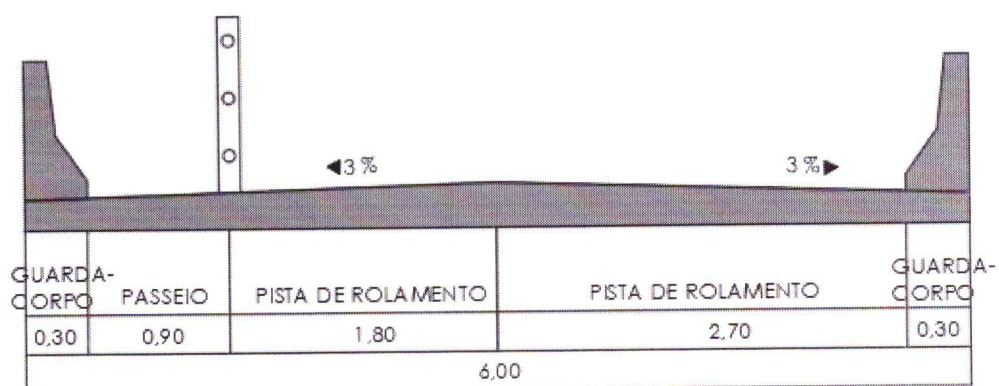 ◀3% 3%▶
GUARDA-
CORPO PASSEIO PISTA DE ROLAMENTO PISTA DE ROLAMENTO GUARDA-
CORPO
0,30 0,90 1,80 2,70 0,30
6,00